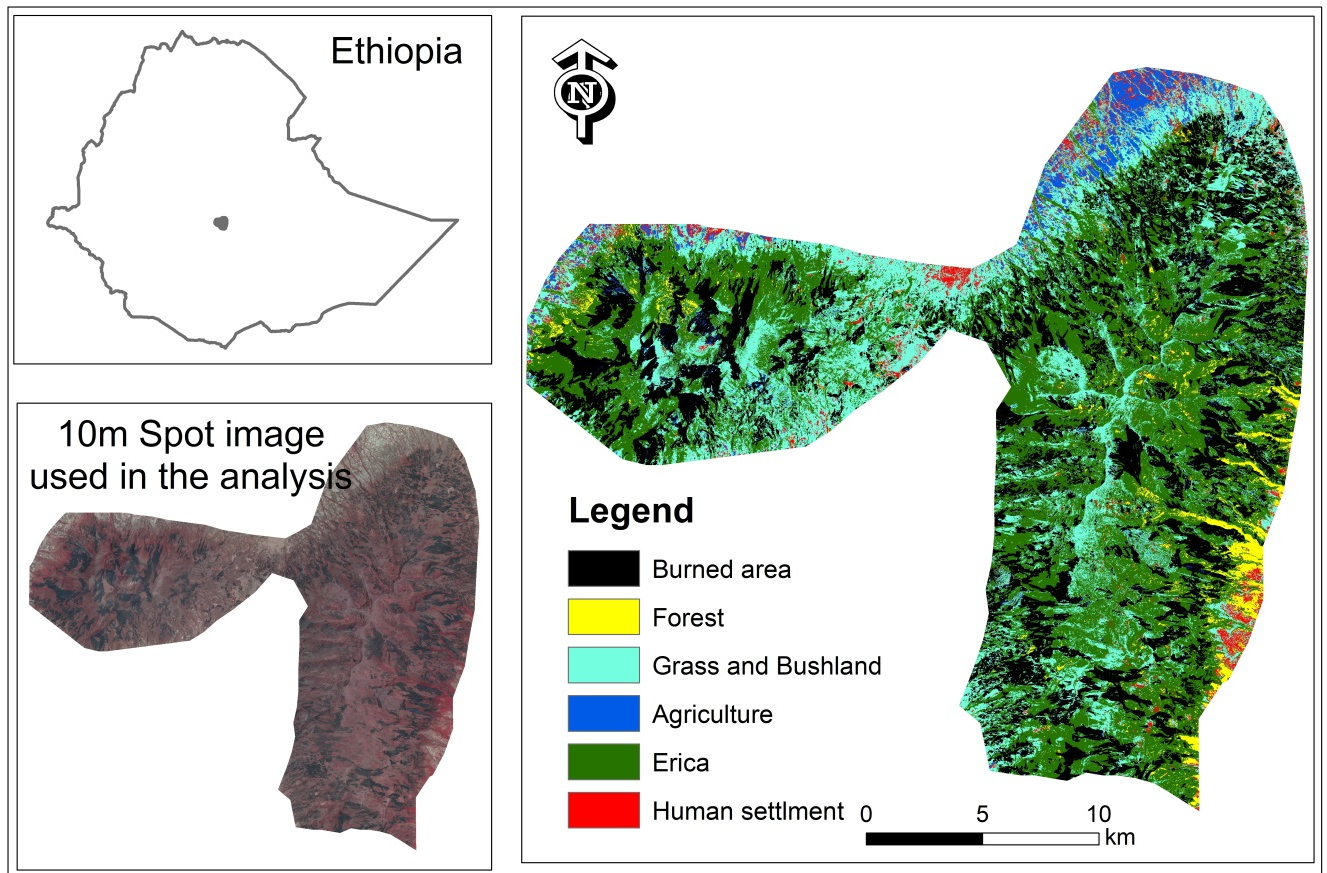 Ethiopia
10m Spot image
used in the analysis
N
Legend
Burned area
Forest
Grass and Bushland
Agriculture
Erica
Human settlment
0 5 10
km